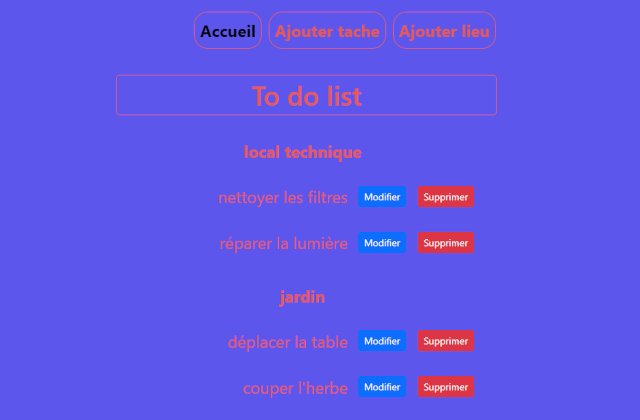 Accueil Ajouter tache Ajouter lieu
To do list
local technique
nettoyer les filtres Modifier Supprimer
réparer la lumière Modifier Supprimer
jardin
déplacer la table Modifier Supprimer
couper l'herbe Modifier Supprimer